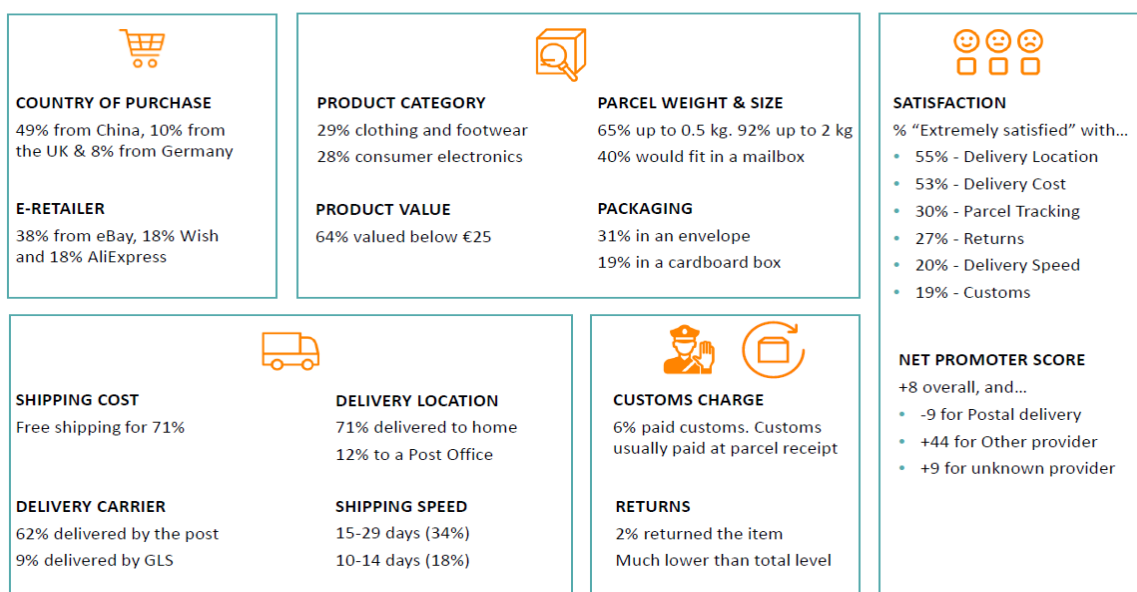 COUNTRY OF PURCHASE
49% from China, 10% from
the UK & 8% from Germany
E-RETAILER
38% from eBay, 18% Wish
and 18% AliExpress
PRODUCT CATEGORY
29% clothing and footwear
28% consumer electronics
PRODUCT VALUE
64% valued below €25
PARCEL WEIGHT & SIZE
65% up to 0.5 kg. 92% up to 2 kg
40% would fit in a mailbox
PACKAGING
31% in an envelope
19% in a cardboard box
SATISFACTION
% “Extremely satisfied” with...
• 55% - Delivery Location
• 53% - Delivery Cost
• 30% - Parcel Tracking
• 27% - Returns
• 20% - Delivery Speed
• 19% - Customs
NET PROMOTER SCORE
+8 overall, and...
• -9 for Postal delivery
• +44 for Other provider
• +9 for unknown provider
SHIPPING COST
Free shipping for 71%
DELIVERY CARRIER
62% delivered by the post
9% delivered by GLS
DELIVERY LOCATION
71% delivered to home
12% to a Post Office
SHIPPING SPEED
15-29 days (34%)
10-14 days (18%)
CUSTOMS CHARGE
6% paid customs. Customs
usually paid at parcel receipt
RETURNS
2% returned the item
Much lower than total level